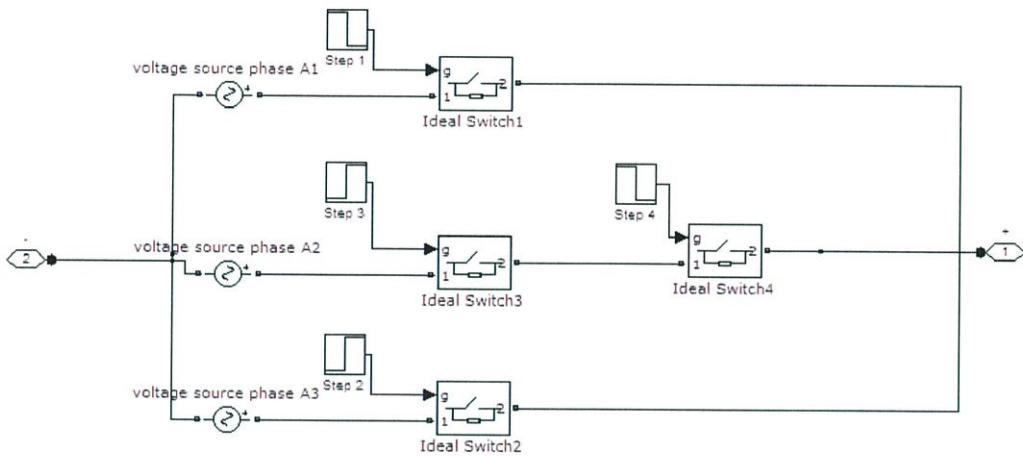 Step 1
voltage source phase A1
g
1
2
Ideal Switch1
Step 3
voltage source phase A2
g
1
2
Ideal Switch3
Step 4
g
1
2
Ideal Switch4
-
2
+
1
Step 2
voltage source phase A3
g
1
2
Ideal Switch2